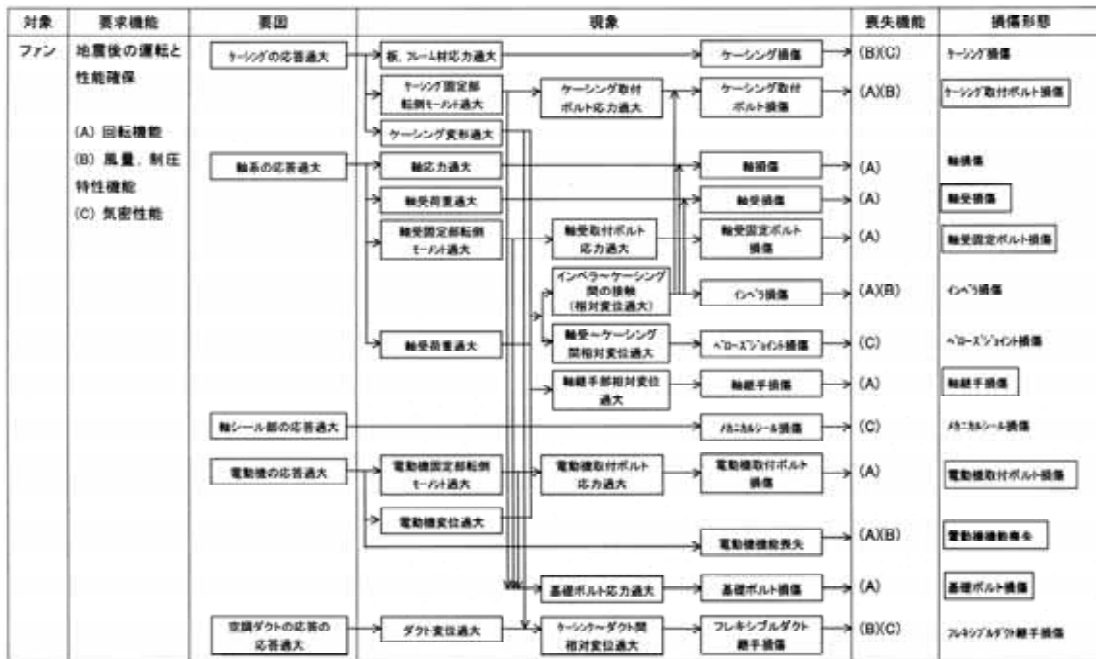 対象 要求機能 要因 現象 喪失機能 損傷形態
ファン
地震後の運転と
性能確保
(A) 回転機能
(B) 風量、制圧
特性機能
(C) 気密性能
ケーシングの応答過大
板、フレーム材応力過大
ケーシング損傷
(B)(C)
ケーシング損傷
ケーシング固定部
転倒モーメント過大
ケーシング取付
ボルト応力過大
ケーシング取付
ボルト損傷
(A)(B)
ケーシング取付ボルト損傷
ケーシング変形過大
軸系の応答過大
軸応力過大
軸損傷
(A)
軸損傷
軸受荷重過大
軸受損傷
(A)
軸受損傷
軸受固定部転倒
モーメント過大
軸受取付ボルト
応力過大
軸受固定ボルト
損傷
(A)
軸受固定ボルト損傷
インペラ～ケーシング
間の接触
(相対変位過大)
インペラ損傷
(A)(B)
インペラ損傷
軸受荷重過大
軸受～ケーシング
間相対変位過大
ベローズジョイント損傷
(C)
ベローズジョイント損傷
軸継手部相対変位
過大
軸継手損傷
(A)
軸継手損傷
軸シール部の応答過大
メカニカルシール損傷
(C)
メカニカルシール損傷
電動機の応答過大
電動機固定部転倒
モーメント過大
電動機取付ボルト
応力過大
電動機取付ボルト
損傷
(A)
電動機取付ボルト損傷
電動機変位過大
電動機機能喪失
(A)(B)
電動機機能喪失
基礎ボルト応力過大
基礎ボルト損傷
(A)
基礎ボルト損傷
空調ダクトの応答の
応答過大
ダクト変位過大
ケーシング～ダクト間
相対変位過大
フレキシブルダクト
継手損傷
(B)(C)
フレキシブルダクト継手損傷